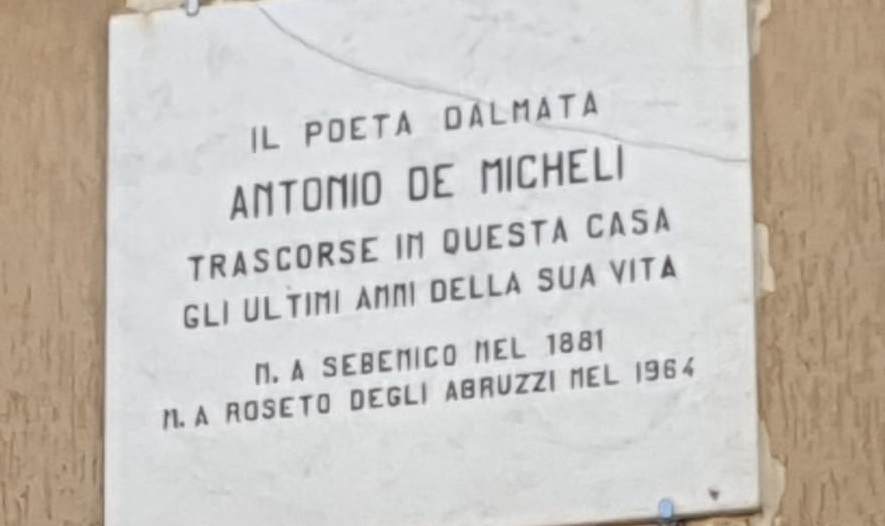 IL POETA DALMATA
ANTONIO DE MICHELI
TRASCORSE IN QUESTA CASA
GLI ULTIMI ANNI DELLA SUA VITA
N. A SEBENICO NEL 1881
M. A ROSETO DEGLI ABRUZZI NEL 1964